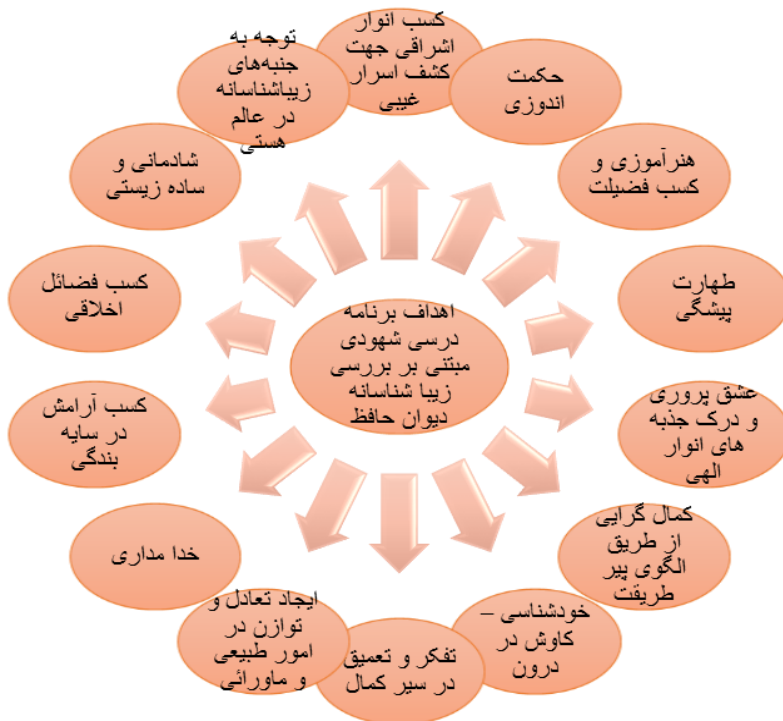 کسب انوار
اشراقی جهت
کشف اسرار
غیبی
حکمت
اندوزی
هنرآموزی و
کسب فضیلت
طهارت
پیشگی
عشق پروری
و درک جذبه
های انوار
الهی
کمال گرایی
از طریق
الگوی پیر
طریقت
خودشناسی –
کاوش در
درون
تفکر و تعمیق
در سیر کمال
ایجاد تعادل و
توازن در
امور طبیعی
و ماورائی
خدا مداری
کسب آرامش
در سایه
بندگی
کسب فضائل
اخلاقی
شادمانی و
ساده زیستی
توجه به
جنبه‌های
زیباشناسانه
در عالم
هستی
اهداف برنامه
درسی شهودی
مبتنی بر بررسی
زیبا شناسانه
دیوان حافظ